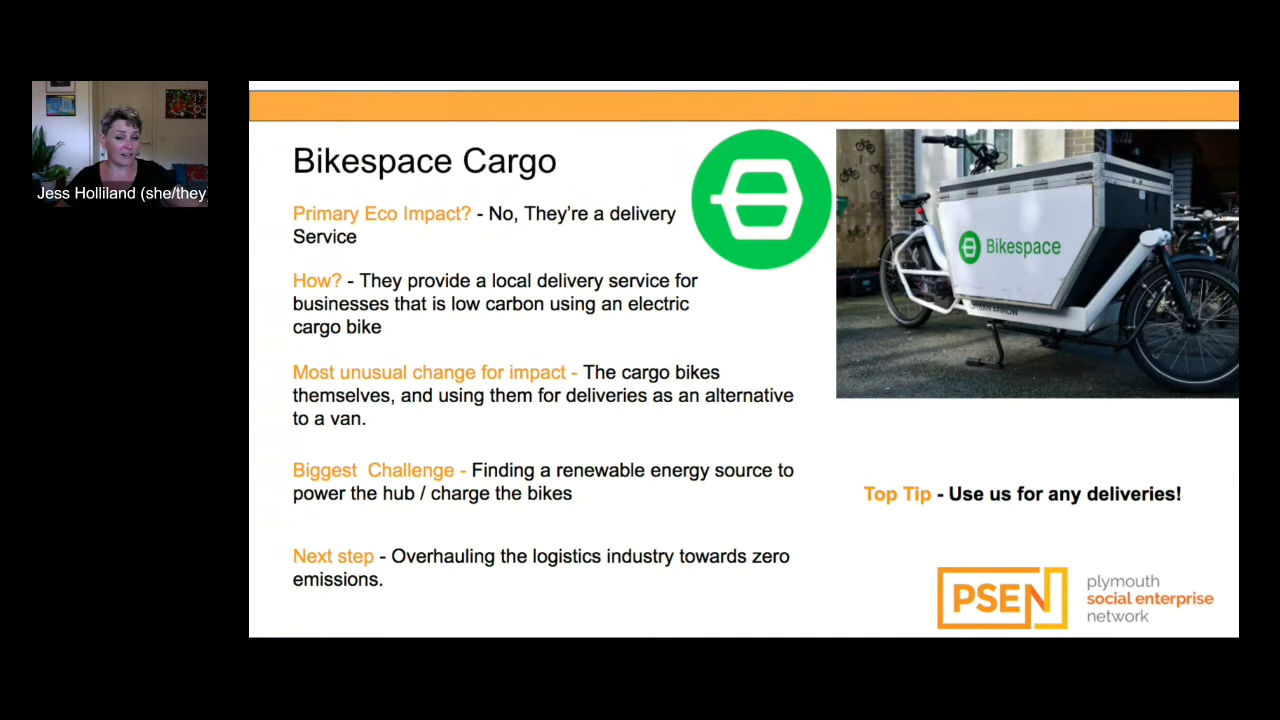 Jess Holliland (she/they
Bikespace Cargo
Primary Eco Impact? - No, They're a delivery
Service
How? - They provide a local delivery service for
businesses that is low carbon using an electric
cargo bike
Most unusual change for impact - The cargo bikes
themselves, and using them for deliveries as an alternative
to a van.
Biggest  Challenge - Finding a renewable energy source to
power the hub / charge the bikes
Next step - Overhauling the logistics industry towards zero
emissions.
Bikespace
URBAN ARROW
Top Tip - Use us for any deliveries!
PSEN
plymouth
social enterprise
network